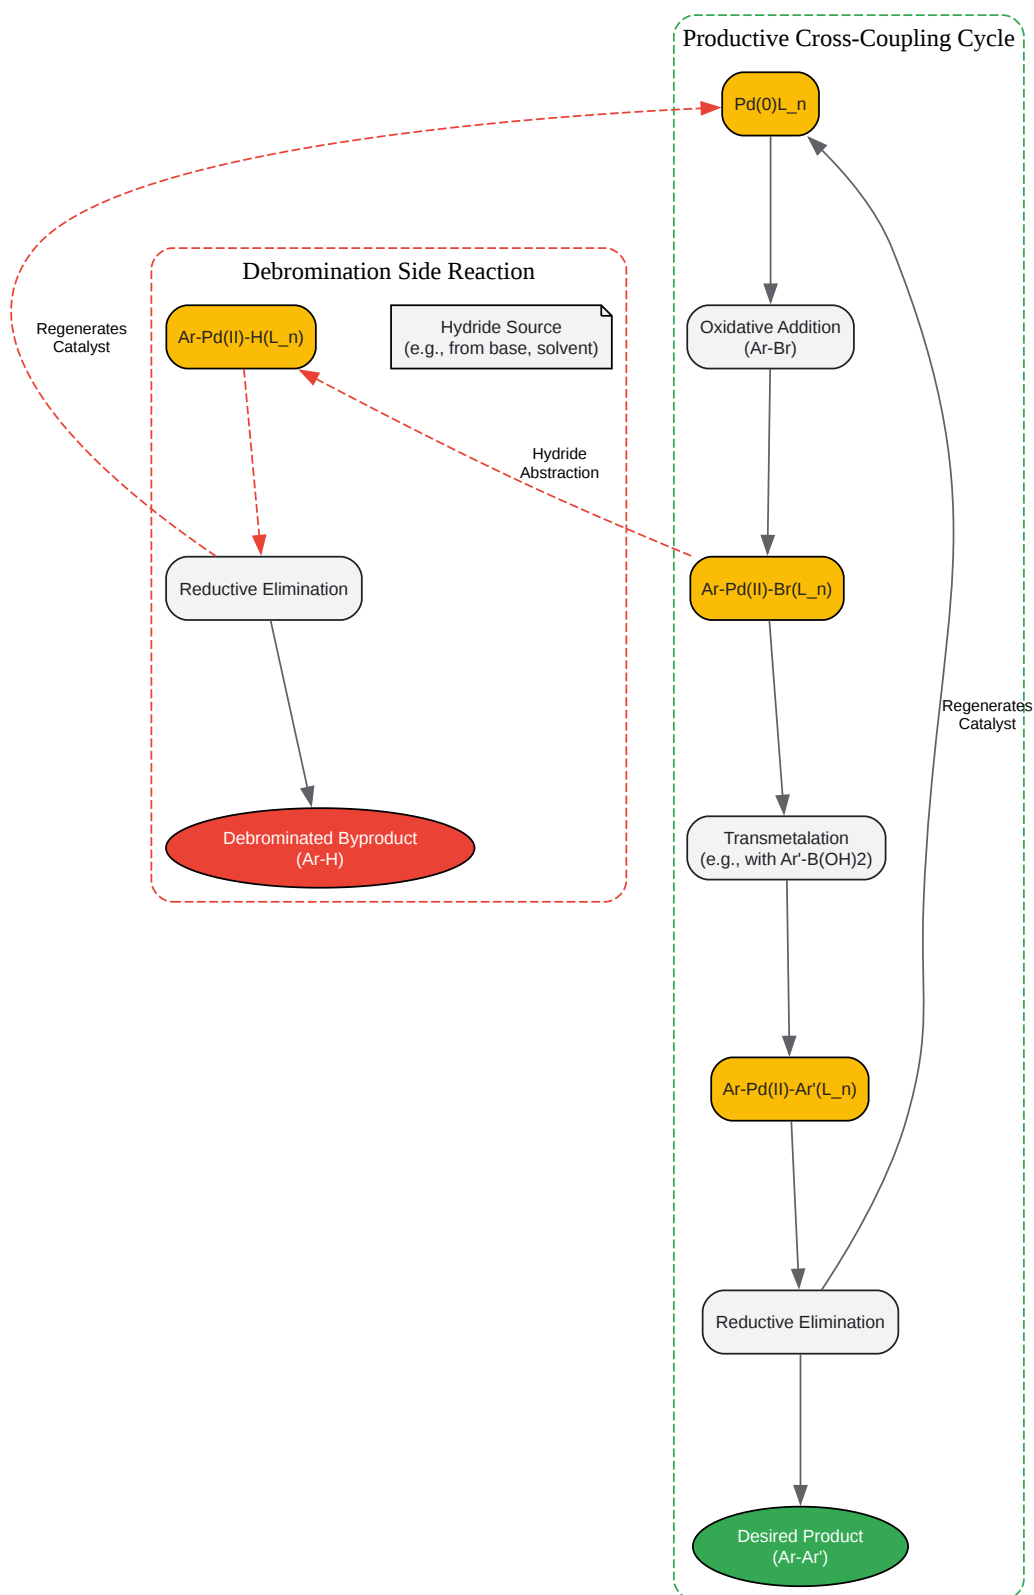 Productive Cross-Coupling Cycle
Pd(0)L_n
Debromination Side Reaction
Ar-Pd(II)-H(L_n)
Hydride Source
(e.g., from base, solvent)
Oxidative Addition
(Ar-Br)
Regenerates
Catalyst
Hydride
Abstraction
Reductive Elimination
Ar-Pd(II)-Br(L_n)
Regenerates
Catalyst
Debrominated Byproduct
(Ar-H)
Transmetalation
(e.g., with Ar'-B(OH)2)
Ar-Pd(II)-Ar'(L_n)
Reductive Elimination
Desired Product
(Ar-Ar')